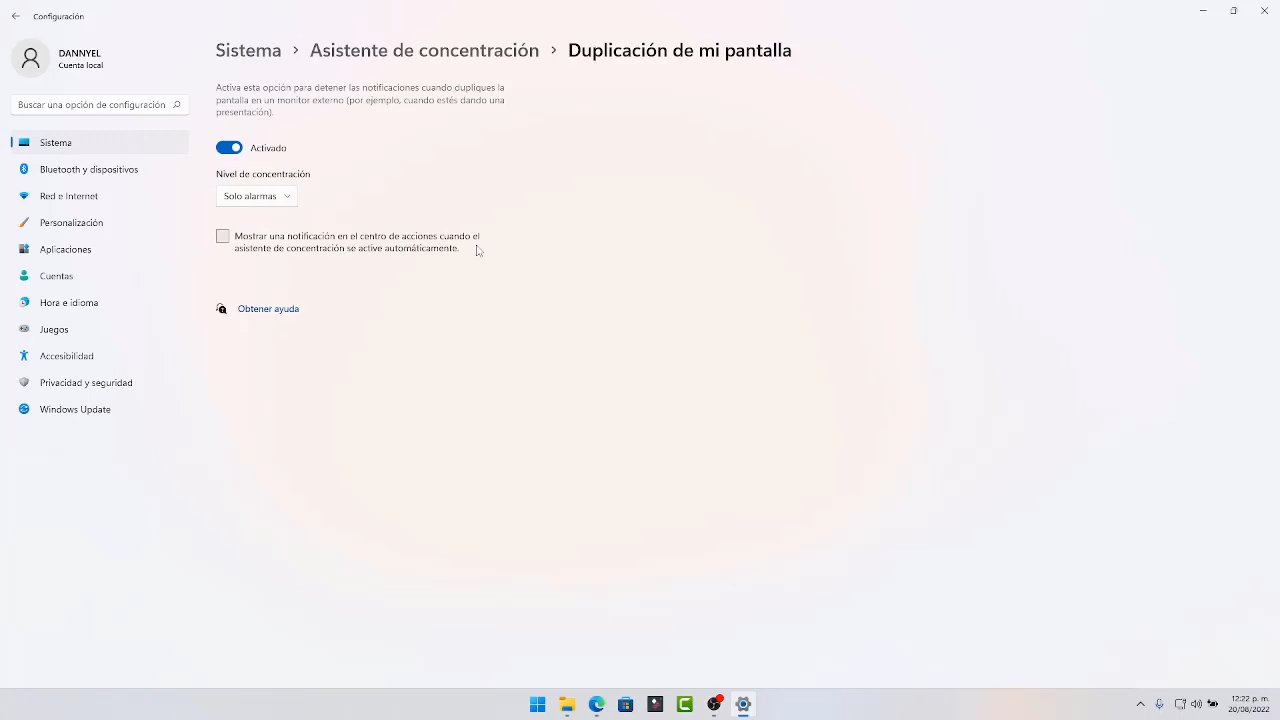 Configuración
DANNYEL
Cuenta local
Buscar una opción de configuración
Sistema
Bluetooth y dispositivos
Red e Internet
Personalización
Aplicaciones
Cuentas
Hora e idioma
Juegos
Accesibilidad
Privacidad y seguridad
Windows Update
Sistema > Asistente de concentración > Duplicación de mi pantalla
Activa esta opción para detener las notificaciones cuando dupliques la
pantalla en un monitor externo (por ejemplo, cuando estés dando una
presentación).
Activado
Nivel de concentración
Solo alarmas
Mostrar una notificación en el centro de acciones cuando el
asistente de concentración se active automáticamente.
Obtener ayuda
12:22 p. m.
20/08/2022